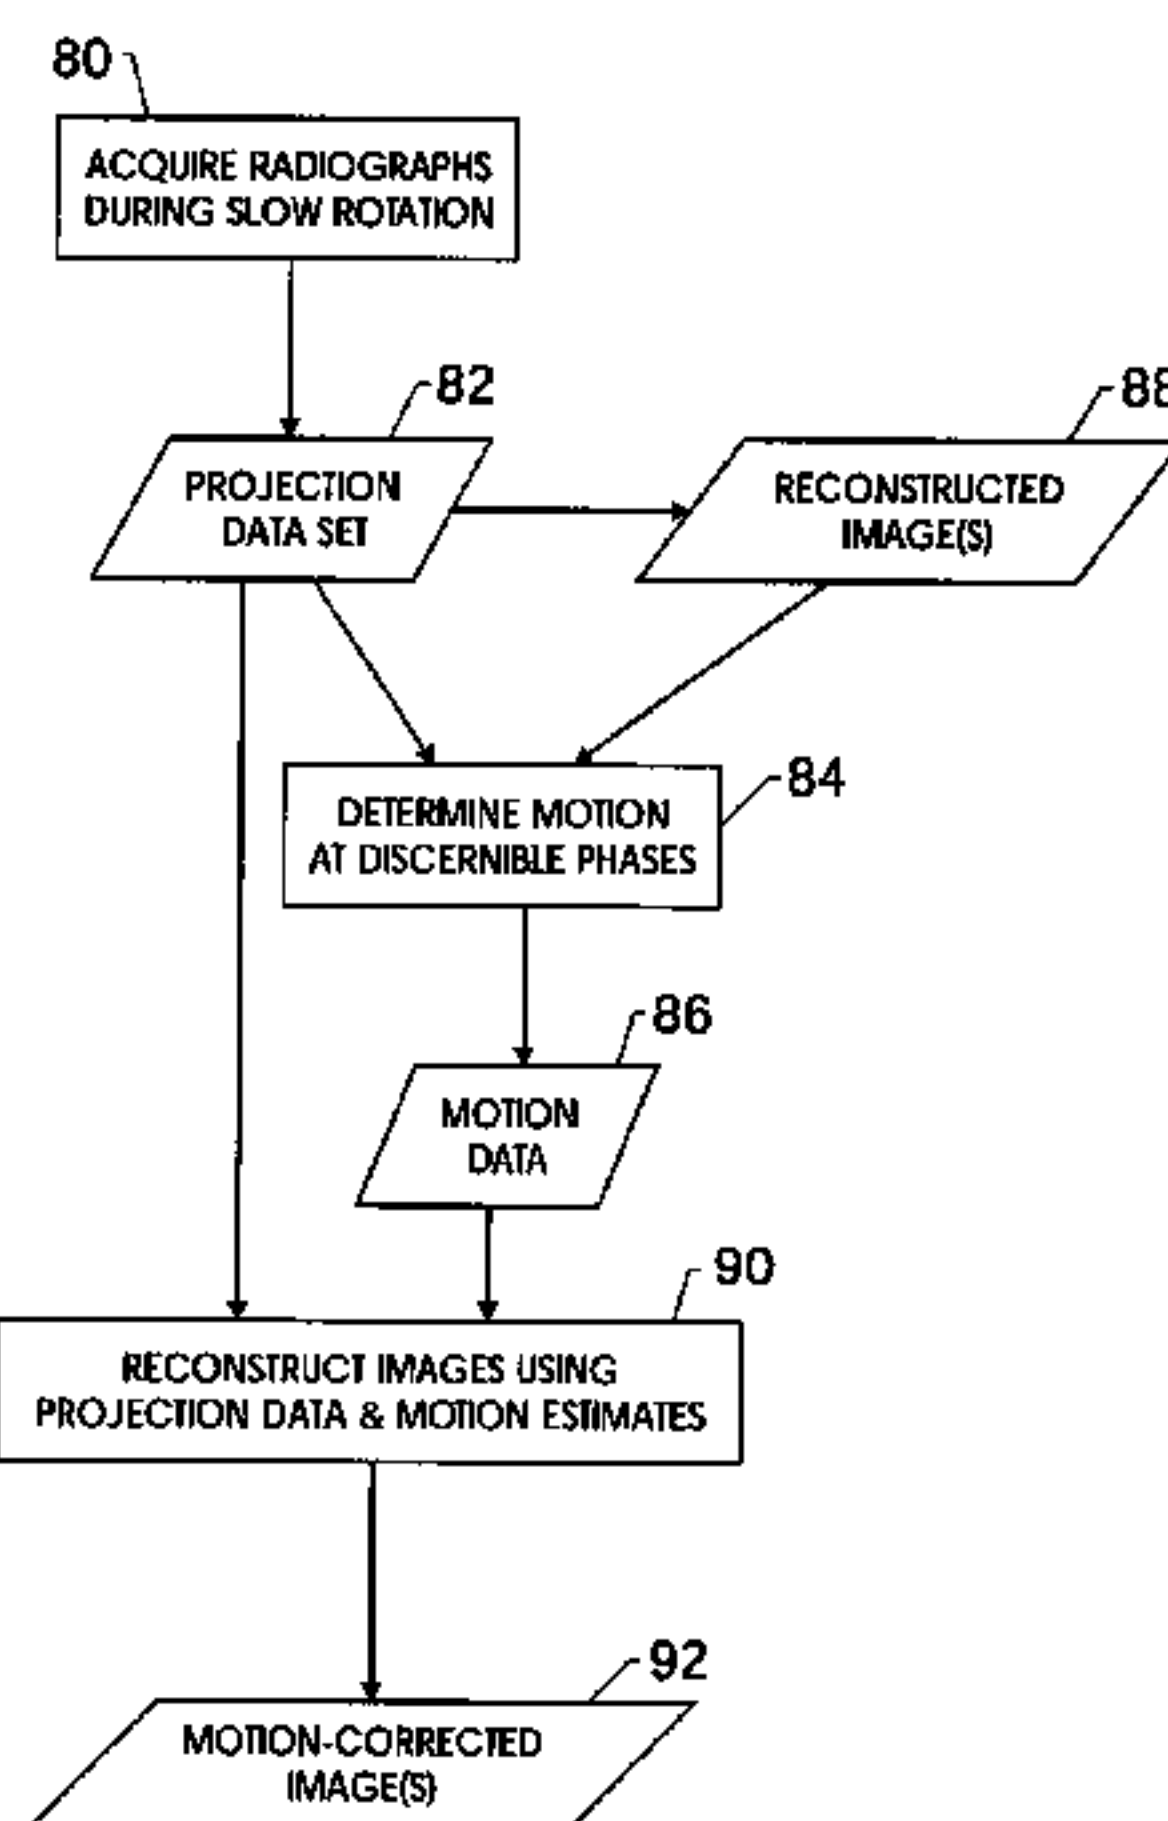 80
ACQUIRE RADIOGRAPHS
DURING SLOW ROTATION
82
PROJECTION
DATA SET
88
RECONSTRUCTED
IMAGE(S)
84
DETERMINE MOTION
AT DISCERNIBLE PHASES
86
MOTION
DATA
90
RECONSTRUCT IMAGES USING
PROJECTION DATA & MOTION ESTIMATES
92
MOTION-CORRECTED
IMAGE(S)